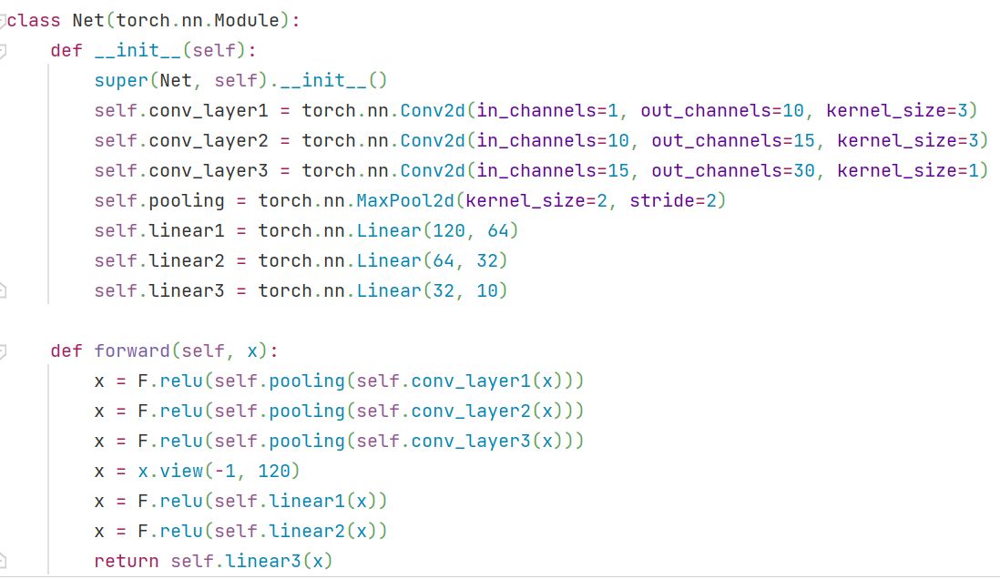 class Net(torch.nn.Module):
    def __init__(self):
        super(Net, self).__init__()
        self.conv_layer1 = torch.nn.Conv2d(in_channels=1, out_channels=10, kernel_size=3)
        self.conv_layer2 = torch.nn.Conv2d(in_channels=10, out_channels=15, kernel_size=3)
        self.conv_layer3 = torch.nn.Conv2d(in_channels=15, out_channels=30, kernel_size=1)
        self.pooling = torch.nn.MaxPool2d(kernel_size=2, stride=2)
        self.linear1 = torch.nn.Linear(120, 64)
        self.linear2 = torch.nn.Linear(64, 32)
        self.linear3 = torch.nn.Linear(32, 10)

    def forward(self, x):
        x = F.relu(self.pooling(self.conv_layer1(x)))
        x = F.relu(self.pooling(self.conv_layer2(x)))
        x = F.relu(self.pooling(self.conv_layer3(x)))
        x = x.view(-1, 120)
        x = F.relu(self.linear1(x))
        x = F.relu(self.linear2(x))
        return self.linear3(x)